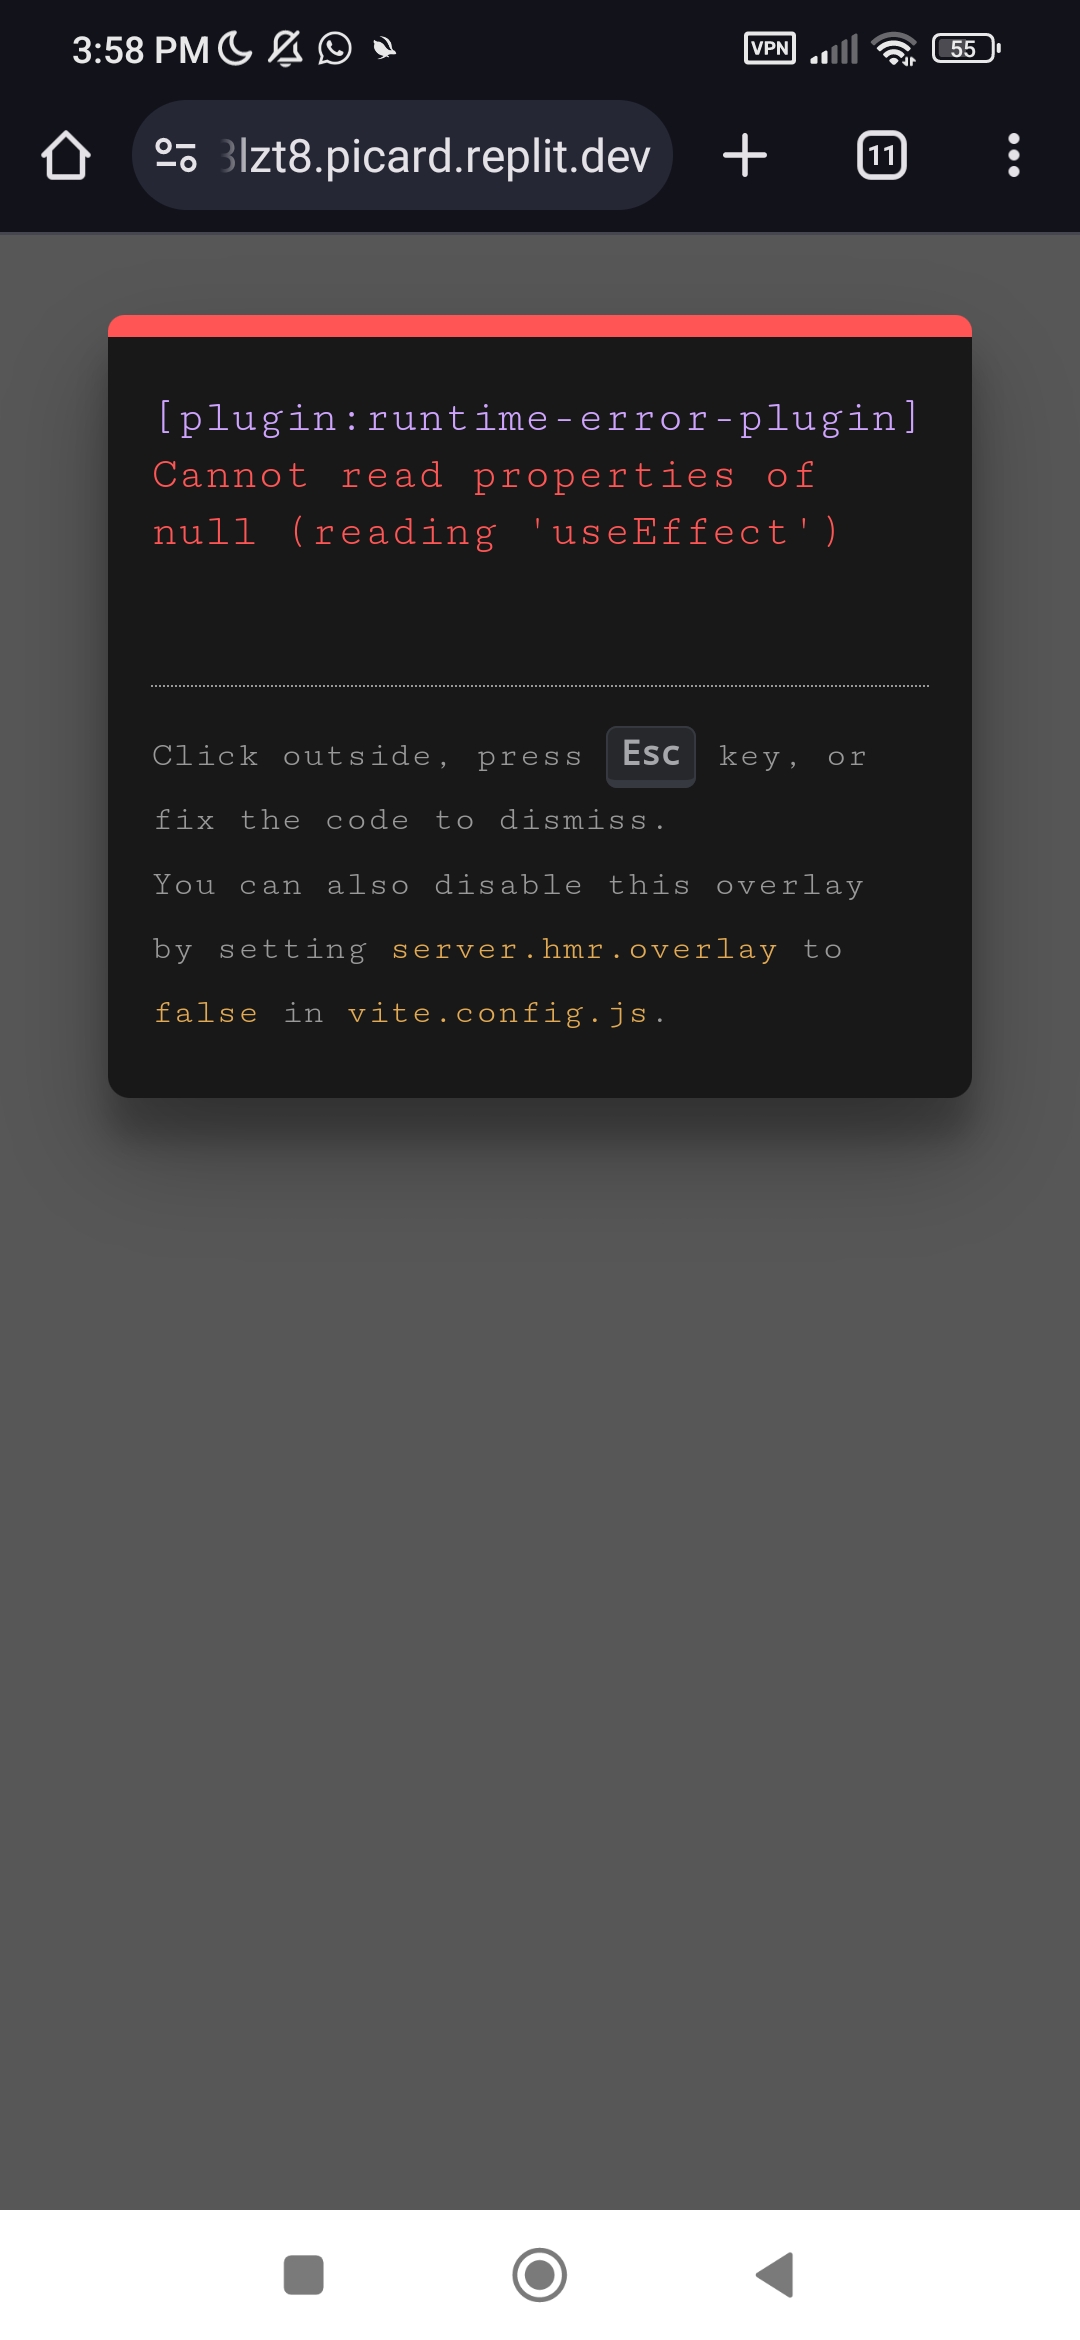 3:58 PM
VPN
55
3lzt8.picard.replit.dev
11
[plugin:runtime-error-plugin]
Cannot read properties of
null (reading 'useEffect')
Click outside, press Esc key, or
fix the code to dismiss.
You can also disable this overlay
by setting server.hmr.overlay to
false in vite.config.js.